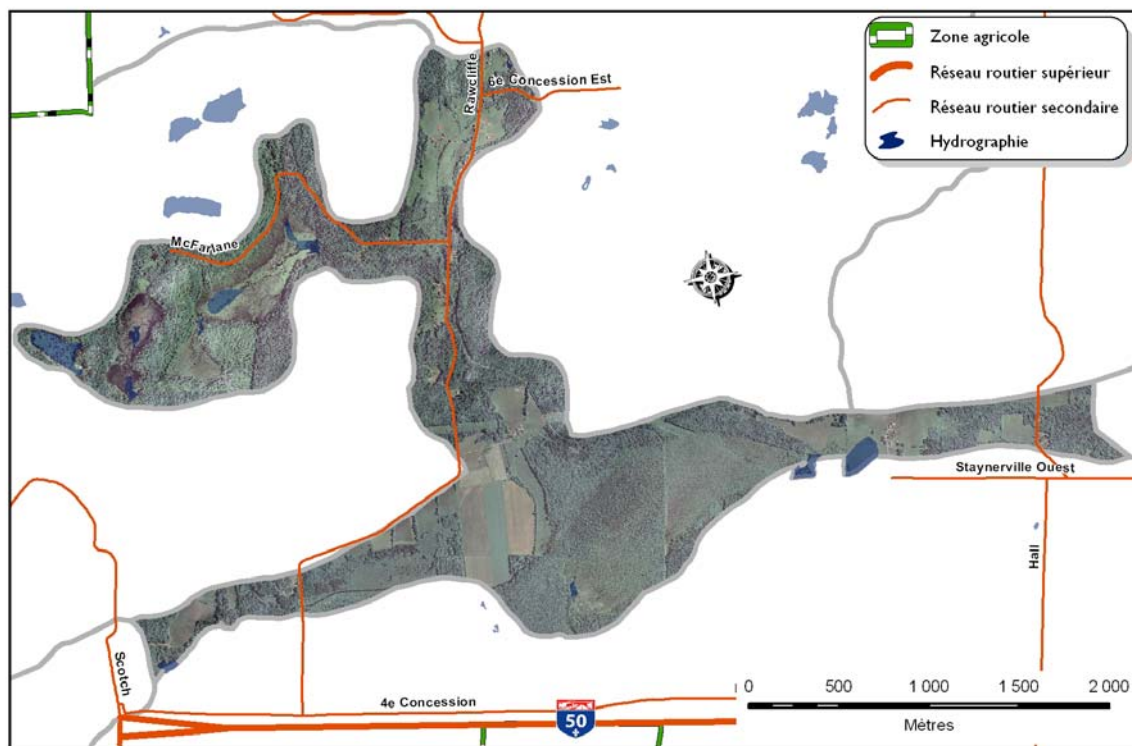 Zone agricole
Réseau routier supérieur
Réseau routier secondaire
Hydrographie
Rawcliffe
6e Concession Est
McFarlane
Staynerville Ouest
Hall
Scotch
4e Concession
50
0 500 1 000 1 500 2 000
Mètres